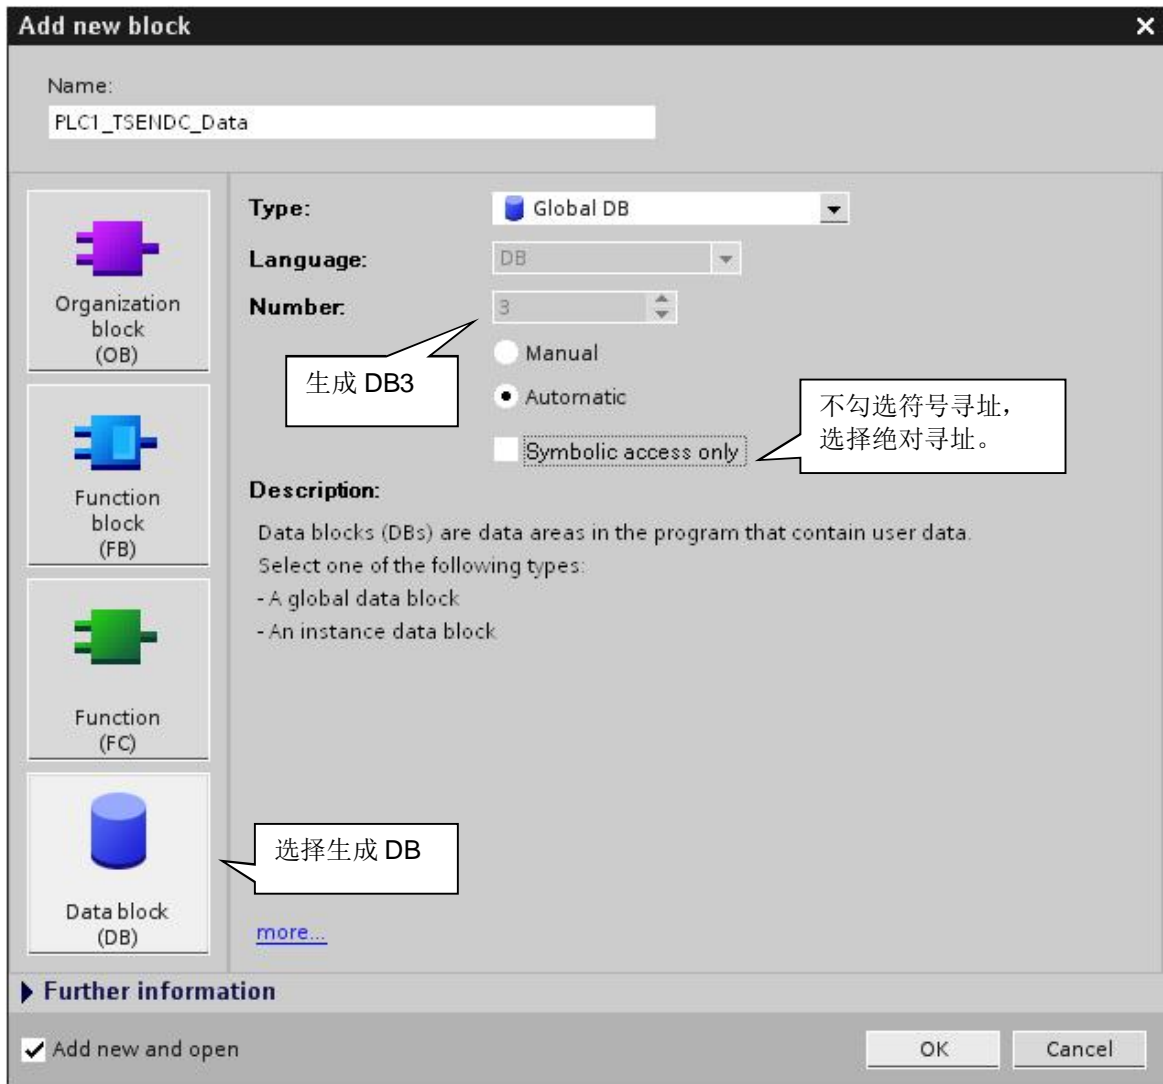 Add new block
Name:
PLC1_TSENDC_Data
Organization
block
(OB)
Function
block
(FB)
Function
(FC)
Data block
(DB)
Type:
Global DB
Language:
DB
Number:
3
生成 DB3
Manual
Automatic
Symbolic access only
不勾选符号寻址，
选择绝对寻址。
Description:
Data blocks (DBs) are data areas in the program that contain user data.
Select one of the following types:
- A global data block
- An instance data block
选择生成 DB
more...
Further information
Add new and open
OK
Cancel